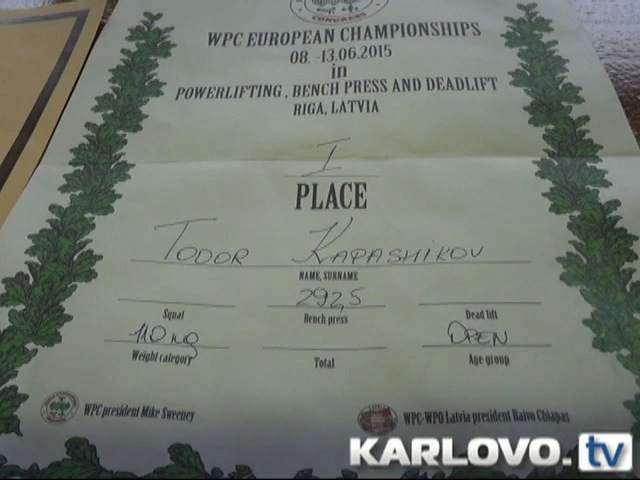 CONGRESS
WPC EUROPEAN CHAMPIONSHIPS
08. -13.06.2015
in
POWERLIFTING, BENCH PRESS AND DEADLIFT
RIGA, LATVIA
I
PLACE
TODOR KAPASHIKOV
NAME, SURNAME
292,5
Squat Bench press Dead lift
110 kg OPEN
Weight category Total Age group
WPC president Mike Sweeney WPC-WPO Latvia president Raivo Chiapas
KARLOVO.tv